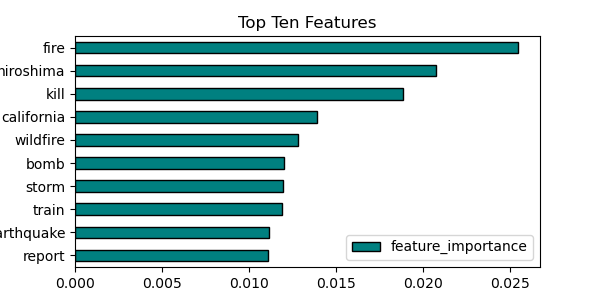 Top Ten Features
fire
hiroshima
kill
california
wildfire
bomb
storm
train
arthquake
report
feature_importance
0.000 0.005 0.010 0.015 0.020 0.025